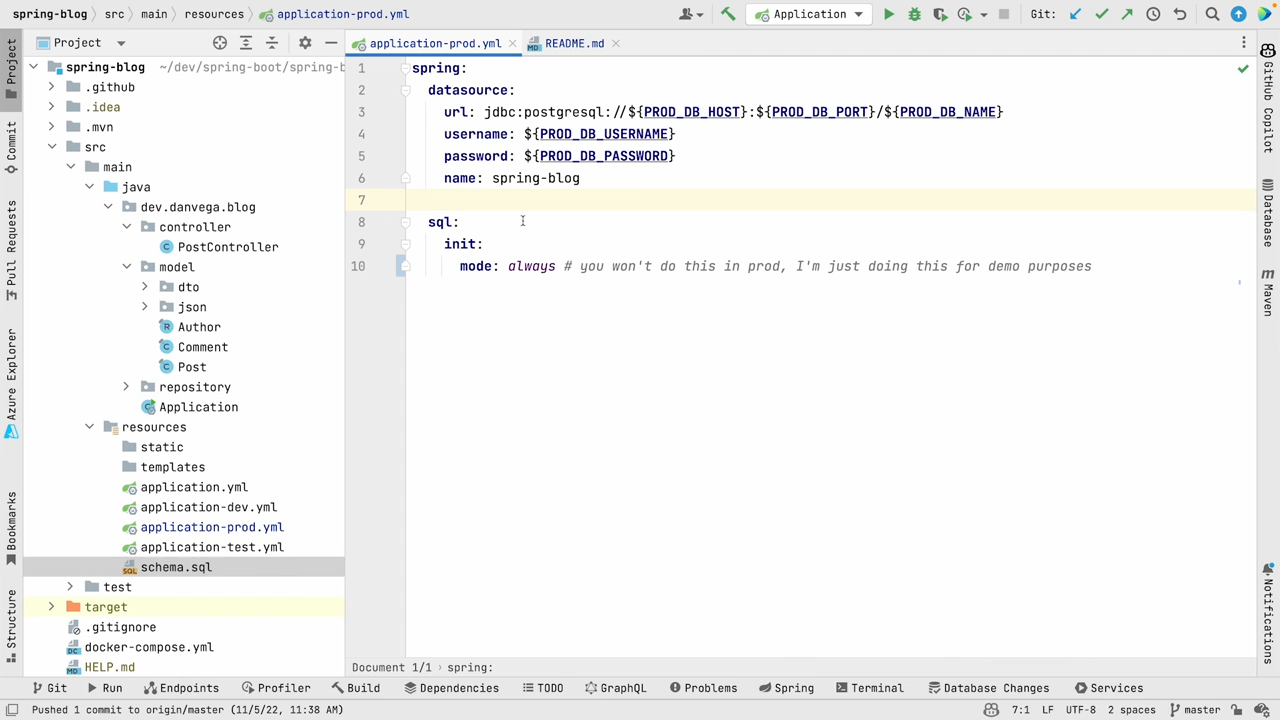 spring-blog › src › main › resources › application-prod.yml
Application
Git:
Project
application-prod.yml
README.md
spring-blog ~/dev/spring-boot/spring-b
.github
.idea
.mvn
src
main
java
dev.danvega.blog
controller
PostController
model
dto
json
Author
Comment
Post
repository
Application
resources
static
templates
application.yml
application-dev.yml
application-prod.yml
application-test.yml
schema.sql
test
target
.gitignore
docker-compose.yml
HELP.md
1 spring:
2 datasource:
3 url: jdbc:postgresql://${PROD_DB_HOST}:${PROD_DB_PORT}/${PROD_DB_NAME}
4 username: ${PROD_DB_USERNAME}
5 password: ${PROD_DB_PASSWORD}
6 name: spring-blog
7
8 sql:
9 init:
10 mode: always # you won't do this in prod, I'm just doing this for demo purposes
Document 1/1 › spring:
Project
Commit
Pull Requests
Azure Explorer
Bookmarks
Structure
GitHub Copilot
Database
Maven
Notifications
Git Run Endpoints Profiler Build Dependencies TODO GraphQL Problems Spring Terminal Database Changes Services
Pushed 1 commit to origin/master (11/5/22, 11:38 AM) 7:1 LF UTF-8 2 spaces master